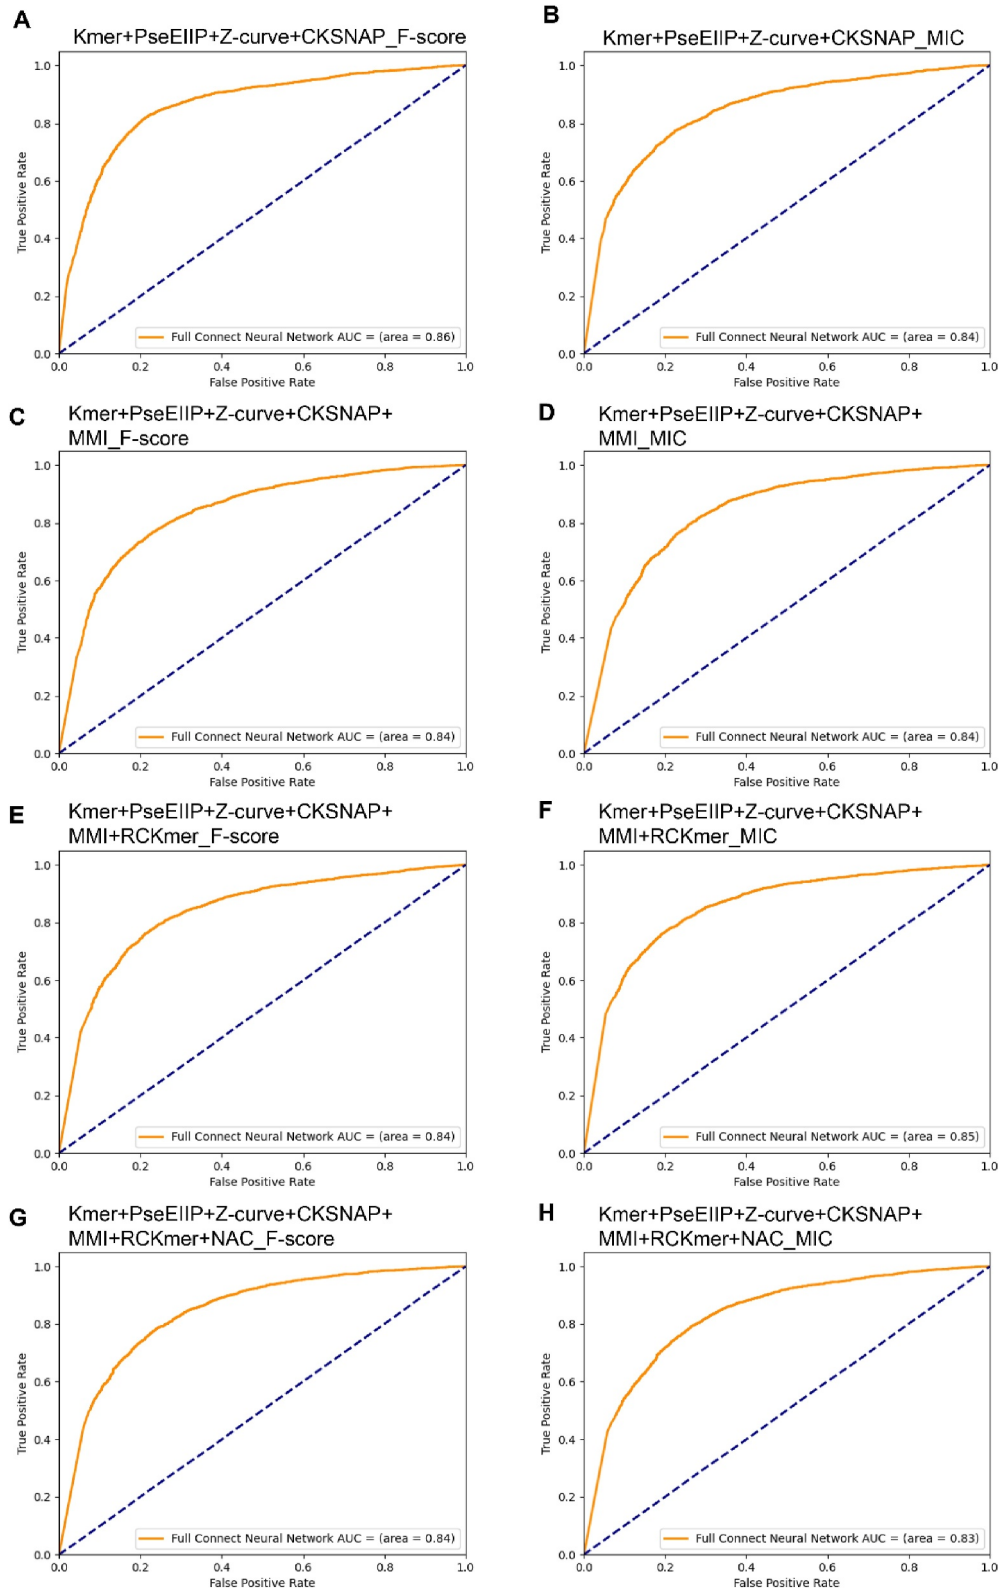 A
Kmer+PseEIIP+Z-curve+CKSNAP_F-score
1.0
0.8
0.6
0.4
0.2
0.0
True Positive Rate
Full Connect Neural Network AUC = (area = 0.86)
0.0 0.2 0.4 0.6 0.8 1.0
False Positive Rate
B
Kmer+PseEIIP+Z-curve+CKSNAP_MIC
1.0
0.8
0.6
0.4
0.2
0.0
True Positive Rate
Full Connect Neural Network AUC = (area = 0.84)
0.0 0.2 0.4 0.6 0.8 1.0
False Positive Rate
C
Kmer+PseEIIP+Z-curve+CKSNAP+
MMI_F-score
1.0
0.8
0.6
0.4
0.2
0.0
True Positive Rate
Full Connect Neural Network AUC = (area = 0.84)
0.0 0.2 0.4 0.6 0.8 1.0
False Positive Rate
D
Kmer+PseEIIP+Z-curve+CKSNAP+
MMI_MIC
1.0
0.8
0.6
0.4
0.2
0.0
True Positive Rate
Full Connect Neural Network AUC = (area = 0.84)
0.0 0.2 0.4 0.6 0.8 1.0
False Positive Rate
E
Kmer+PseEIIP+Z-curve+CKSNAP+
MMI+RCKmer_F-score
1.0
0.8
0.6
0.4
0.2
0.0
True Positive Rate
Full Connect Neural Network AUC = (area = 0.84)
0.0 0.2 0.4 0.6 0.8 1.0
False Positive Rate
F
Kmer+PseEIIP+Z-curve+CKSNAP+
MMI+RCKmer_MIC
1.0
0.8
0.6
0.4
0.2
0.0
True Positive Rate
Full Connect Neural Network AUC = (area = 0.85)
0.0 0.2 0.4 0.6 0.8 1.0
False Positive Rate
G
Kmer+PseEIIP+Z-curve+CKSNAP+
MMI+RCKmer+NAC_F-score
1.0
0.8
0.6
0.4
0.2
0.0
True Positive Rate
Full Connect Neural Network AUC = (area = 0.84)
0.0 0.2 0.4 0.6 0.8 1.0
False Positive Rate
H
Kmer+PseEIIP+Z-curve+CKSNAP+
MMI+RCKmer+NAC_MIC
1.0
0.8
0.6
0.4
0.2
0.0
True Positive Rate
Full Connect Neural Network AUC = (area = 0.83)
0.0 0.2 0.4 0.6 0.8 1.0
False Positive Rate